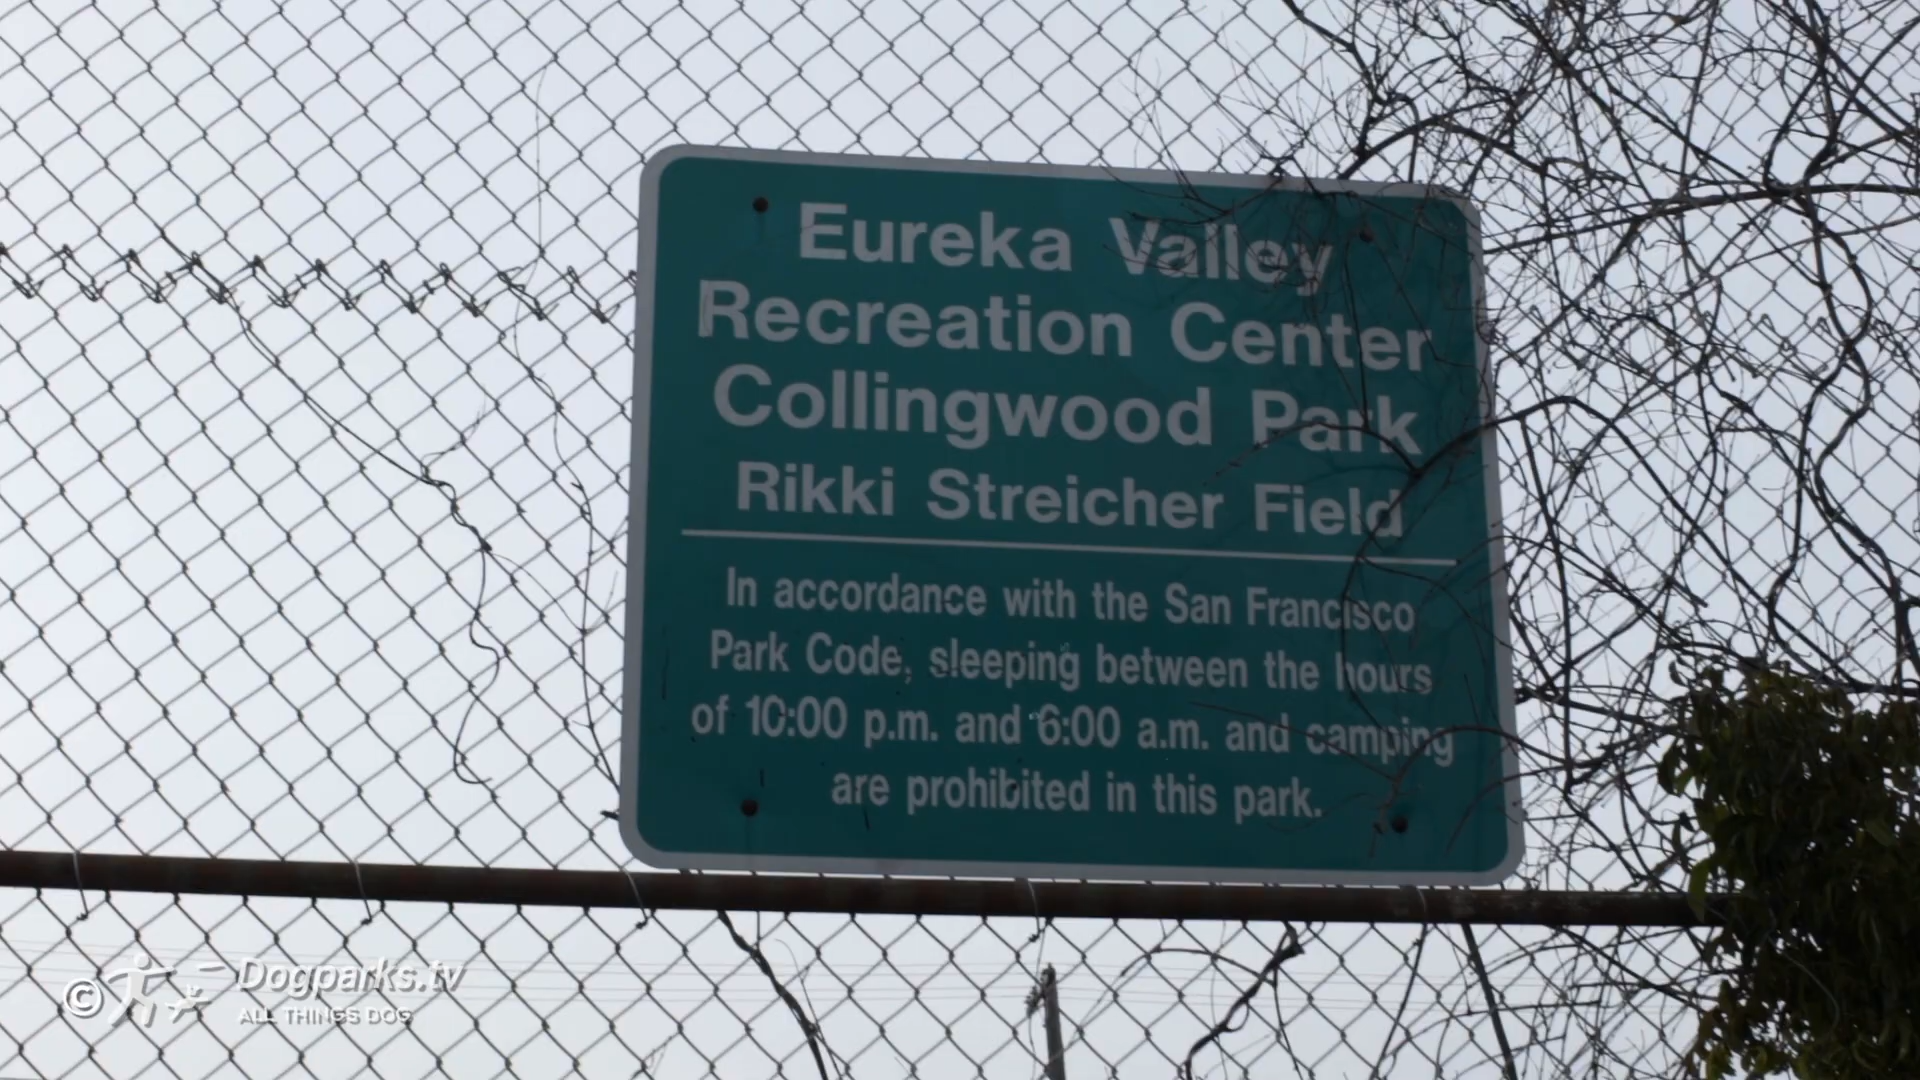 Eureka Valley
Recreation Center
Collingwood Park
Rikki Streicher Field
In accordance with the San Francisco
Park Code, sleeping between the hours
of 10:00 p.m. and 6:00 a.m. and camping
are prohibited in this park.
© Dogparks.tv
ALL THINGS DOG